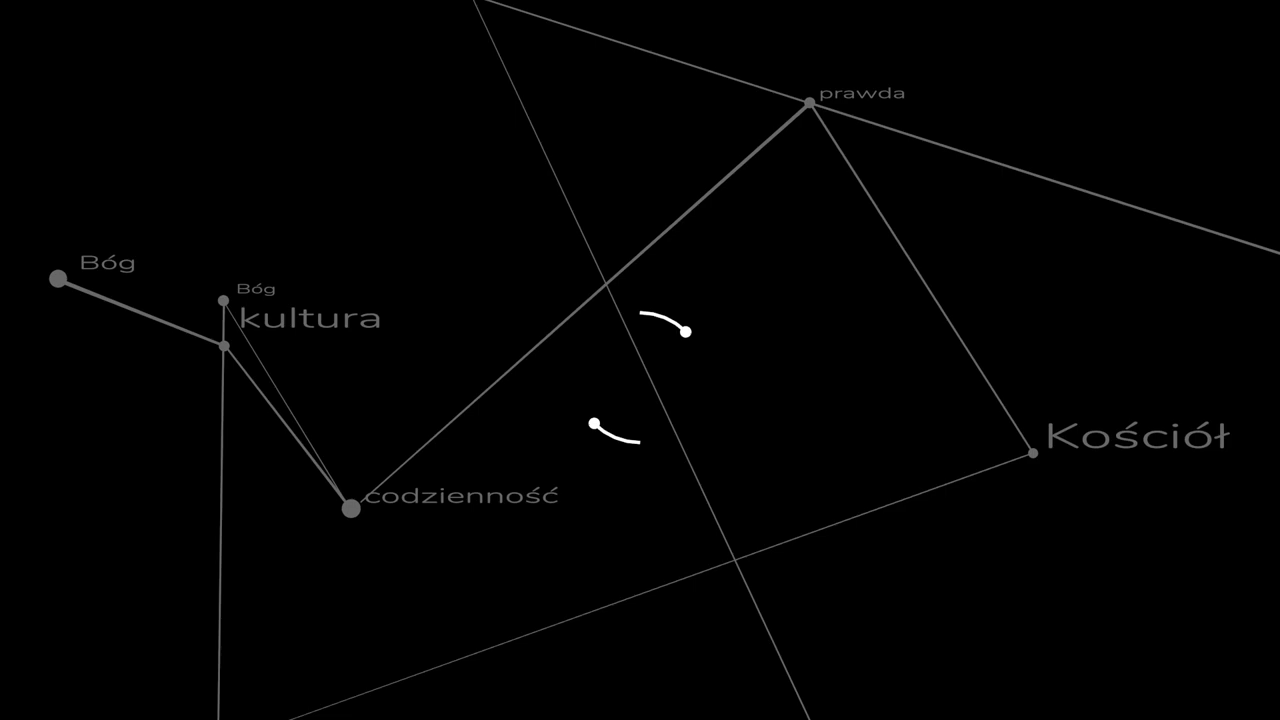 prawda
Bóg
Bóg
kultura
Kościół
codzienność